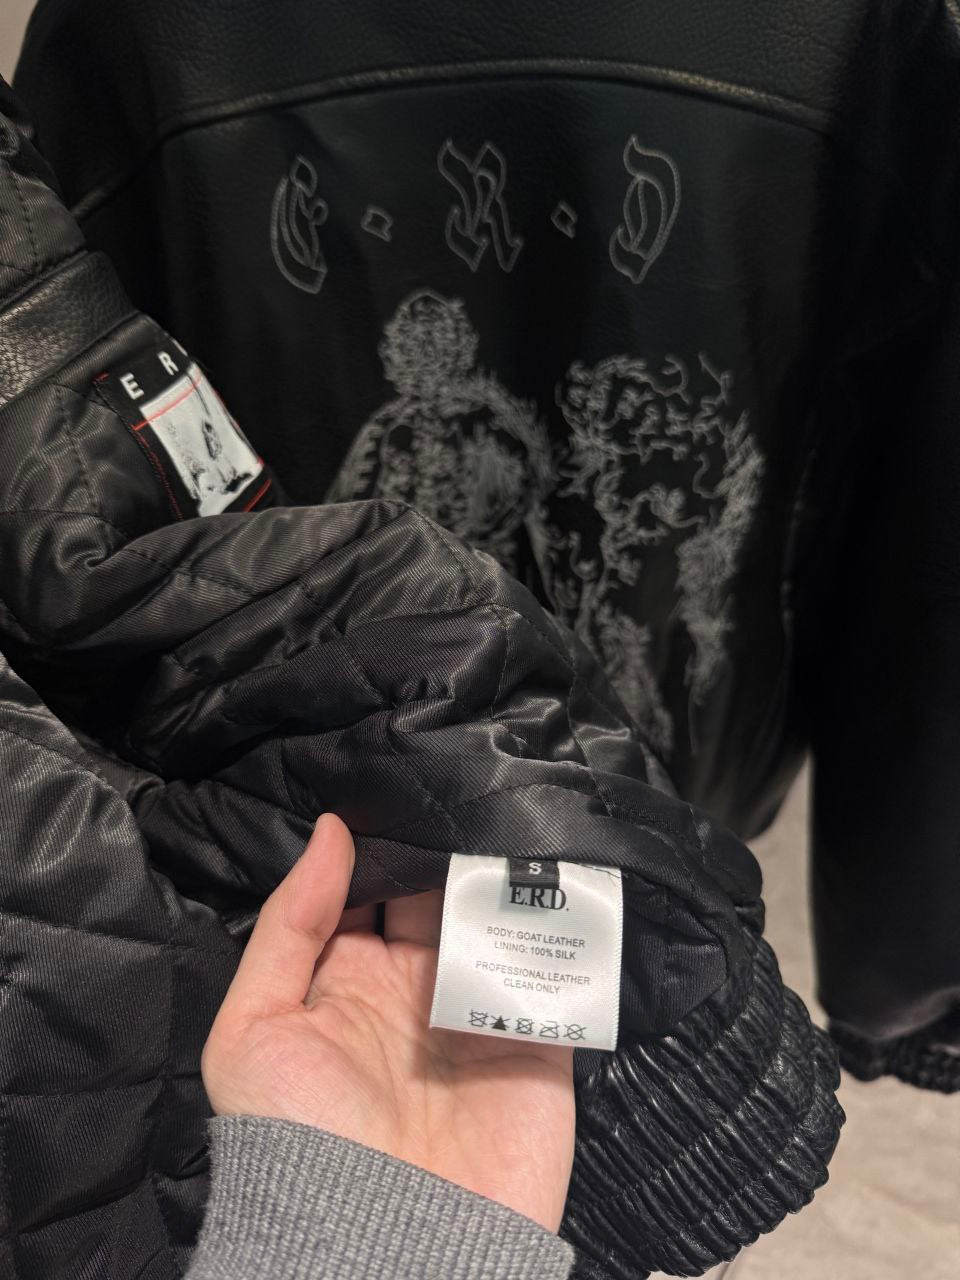 E·R·D
E R
S
E.R.D.
BODY: GOAT LEATHER
LINING: 100% SILK
PROFESSIONAL LEATHER
CLEAN ONLY